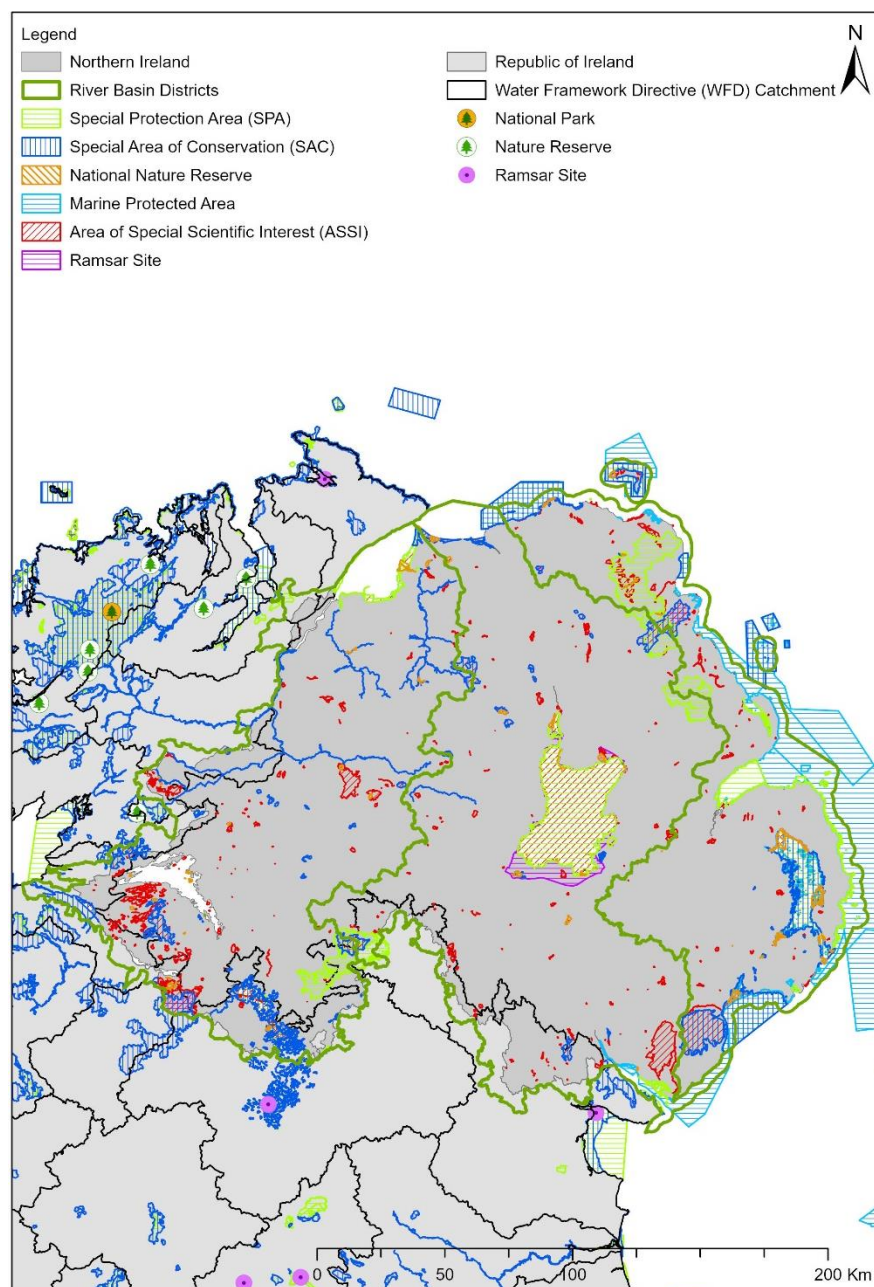 Legend
N
Northern Ireland
River Basin Districts
Special Protection Area (SPA)
Special Area of Conservation (SAC)
National Nature Reserve
Marine Protected Area
Area of Special Scientific Interest (ASSI)
Ramsar Site
Republic of Ireland
Water Framework Directive (WFD) Catchment
National Park
Nature Reserve
Ramsar Site
0 50 100 200 Km